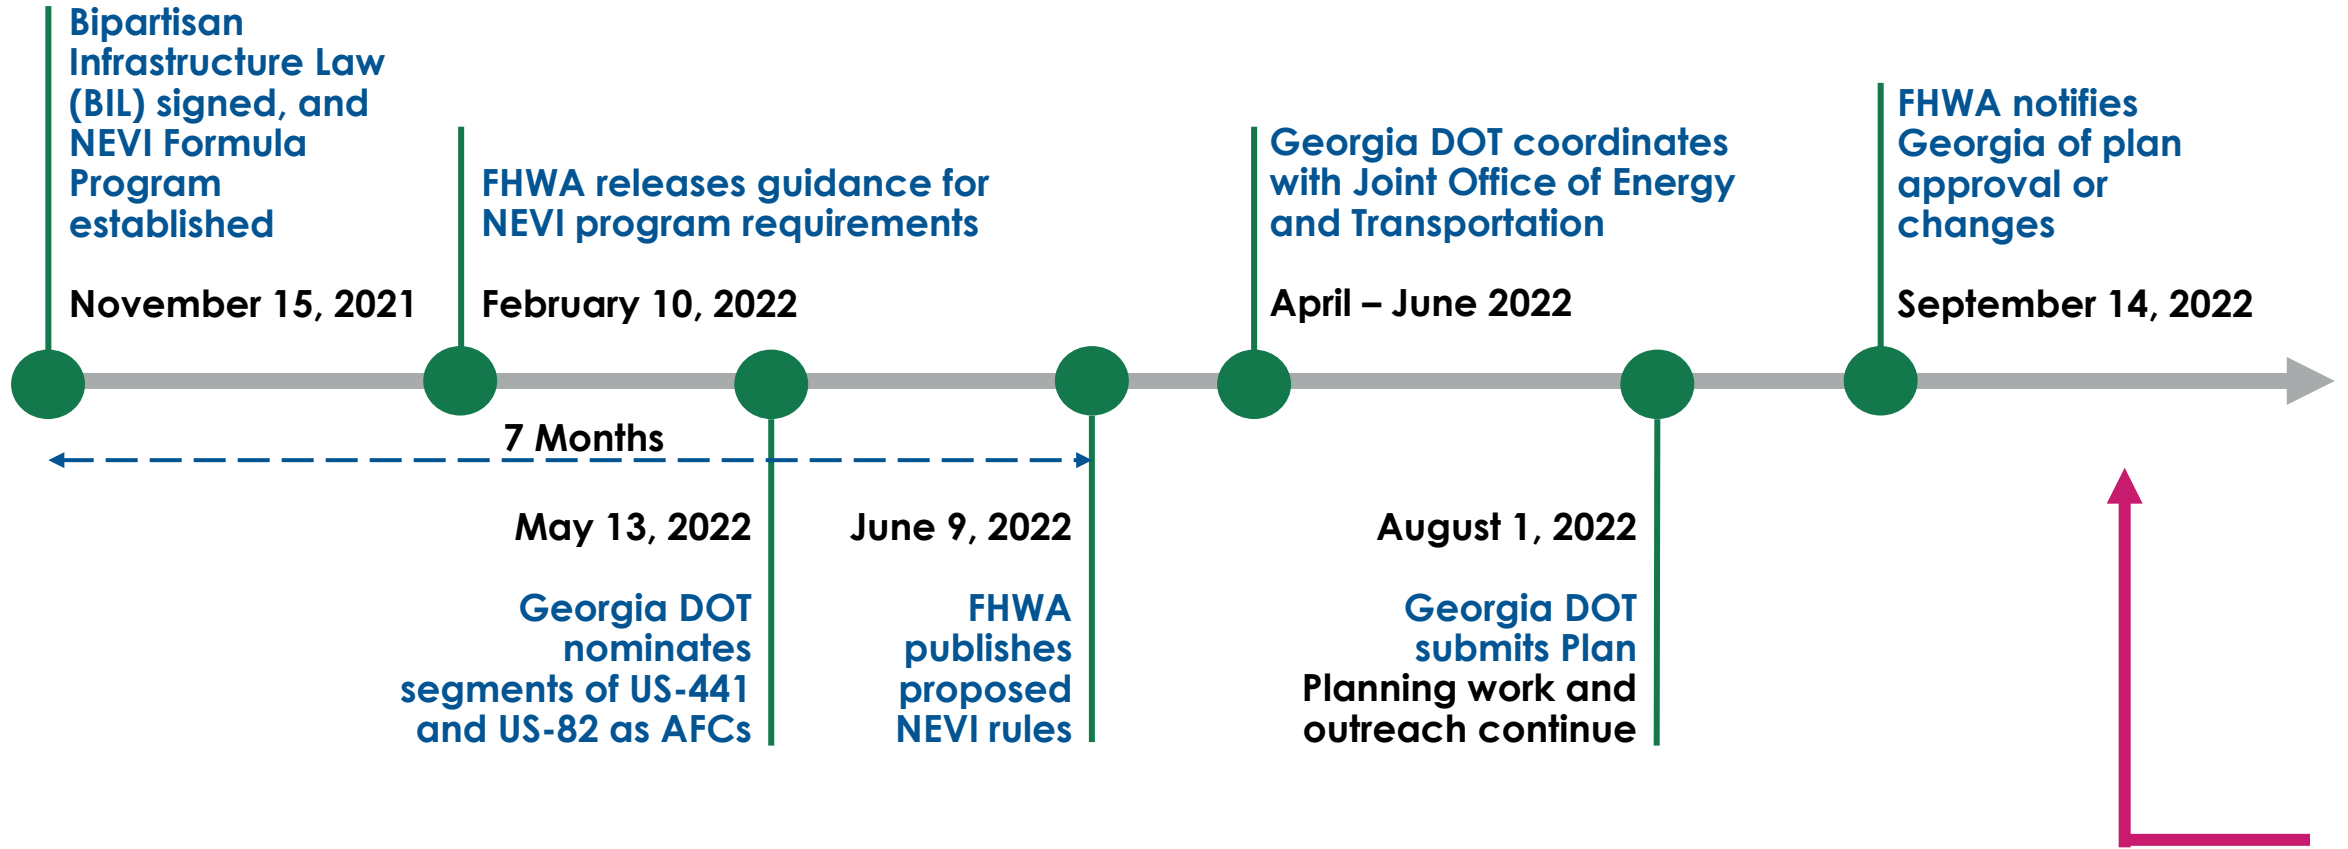 Bipartisan
Infrastructure Law
(BIL) signed, and
NEVI Formula
Program
established
November 15, 2021
FHWA releases guidance for
NEVI program requirements
February 10, 2022
Georgia DOT coordinates
with Joint Office of Energy
and Transportation
April – June 2022
FHWA notifies
Georgia of plan
approval or
changes
September 14, 2022
7 Months
May 13, 2022
Georgia DOT
nominates
segments of US-441
and US-82 as AFCs
June 9, 2022
FHWA
publishes
proposed
NEVI rules
August 1, 2022
Georgia DOT
submits Plan
Planning work and
outreach continue